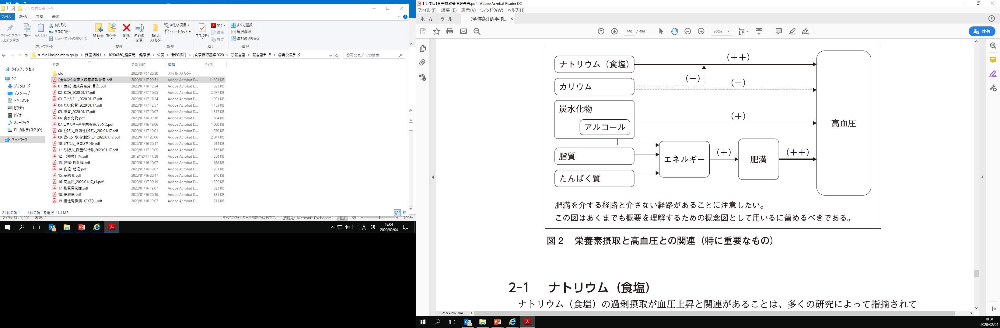 ◎再公表データ
ファイル ホーム 共有 表示
クイック アクセスにピン留め
コピー
貼り付け
切り取り
パスのコピー
ショートカットの貼り付け
移動先
コピー先
削除
名前の変更
新しいフォルダー
新しい項目
ショートカット
プロパティ
開く
編集
履歴
すべて選択
選択解除
選択の切り替え
クリップボード 整理 新規 開く 選択
« file1.inside.mhlw.go.jp › 課室領域1 › 10904760_健康局 健康課 › 栄養 › 新PC移行 › ;食事摂取基準2020 › 〇報告書 › 報告書データ › ◎再公表データ
◎再公表データの検索
名前 更新日時 種類 サイズ
クイック アクセス
PC
ダウンロード
デスクトップ
ドキュメント
ピクチャ
ビデオ
ミュージック
ローカル ディスク (C:)
ネットワーク
old 2020/01/17 20:30 ファイル フォルダー
【全体版】食事摂取基準報告書.pdf 2020/01/17 20:51 Adobe Acrobat D... 11,391 KB
01. 表紙_構成員名簿_目次.pdf 2020/01/10 18:24 Adobe Acrobat D... 623 KB
02. 総論_2020.01.17.pdf 2020/01/17 19:05 Adobe Acrobat D... 2,077 KB
03. エネルギー_2020.01.17.pdf 2020/01/17 17:24 Adobe Acrobat D... 1,991 KB
04. たんぱく質_2020.01.17.pdf 2020/01/17 18:57 Adobe Acrobat D... 1,153 KB
05. 脂質_2020.01.17.pdf 2020/01/17 19:07 Adobe Acrobat D... 1,317 KB
06. 炭水化物.pdf 2020/01/16 20:16 Adobe Acrobat D... 684 KB
07. エネルギー産生栄養素バランス.pdf 2020/01/16 19:06 Adobe Acrobat D... 1,000 KB
08. ビタミン_脂溶性ビタミン_202.01.17.pdf 2020/01/17 19:01 Adobe Acrobat D... 1,370 KB
09. ビタミン_水溶性ビタミン_2020.01.17.pdf 2020/01/17 20:06 Adobe Acrobat D... 2,041 KB
10. ミネラル_多量ミネラル.pdf 2020/01/16 20:17 Adobe Acrobat D... 914 KB
11. ミネラル_微量ミネラル_2020.01.17.pdf 2020/01/17 19:09 Adobe Acrobat D... 1,553 KB
12. （参考）水.pdf 2019/12/11 11:28 Adobe Acrobat D... 554 KB
13. 妊婦・授乳婦.pdf 2020/01/16 19:07 Adobe Acrobat D... 688 KB
14. 乳児・幼児.pdf 2020/01/16 19:07 Adobe Acrobat D... 1,281 KB
15. 高齢者.pdf 2020/01/16 20:17 Adobe Acrobat D... 846 KB
16. 高血圧_2020.01.17_r1.pdf 2020/01/17 20:19 Adobe Acrobat D... 1,329 KB
17. 脂質異常症.pdf 2020/01/16 19:07 Adobe Acrobat D... 823 KB
18. 糖尿病.pdf 2020/01/16 20:16 Adobe Acrobat D... 835 KB
19. 慢性腎臓病（CKD）.pdf 2020/01/16 19:07 Adobe Acrobat D... 711 KB
21 個の項目 1 個の項目を選択 11.1 MB
アイテム数: 1,201 未読: 1 すべてのフォルダーが最新の状態です。 接続先: Microsoft Exchange 100%
A
18:04
2020/02/04
【全体版】食事摂取基準報告書.pdf - Adobe Acrobat Reader DC
ファイル(F) 編集(E) 表示(V) ウィンドウ(W) ヘルプ(H)
ホーム ツール 【全体版】食事摂... ×
440 / 494 200% 共有
ナトリウム（食塩） （＋＋）
（－）
カリウム （－）
炭水化物
アルコール （＋）
高血圧
脂質
エネルギー （＋） 肥満 （＋＋）
たんぱく質
肥満を介する経路と介さない経路があることに注意したい。
この図はあくまでも概要を理解するための概念図として用いるに留めるべきである。
図２ 栄養素摂取と高血圧との関連（特に重要なもの）
2−1 ナトリウム（食塩）
ナトリウム（食塩）の過剰摂取が血圧上昇と関連があることは、多くの研究によって指摘されて
210 x 297 mm
18:04
2020/02/04